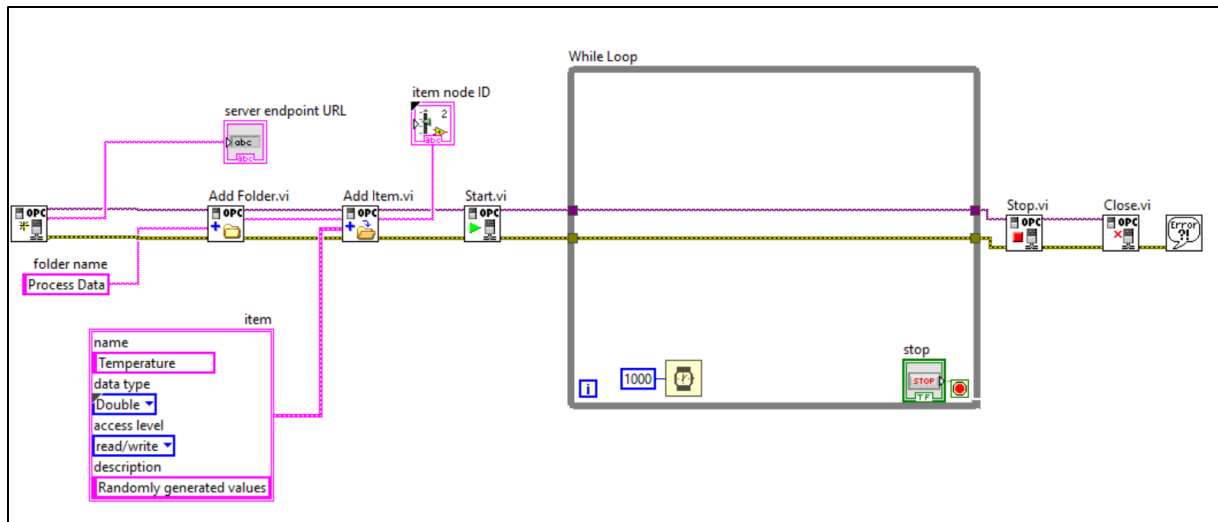 While Loop
item node ID
2
abc
server endpoint URL
abc
abc
Add Folder.vi
Add Item.vi
Start.vi
Stop.vi
Close.vi
OPC
OPC
OPC
OPC
OPC
OPC
Error
?!
folder name
Process Data
item
name
Temperature
data type
Double
access level
read/write
description
Randomly generated values
i
1000
stop
STOP
TF